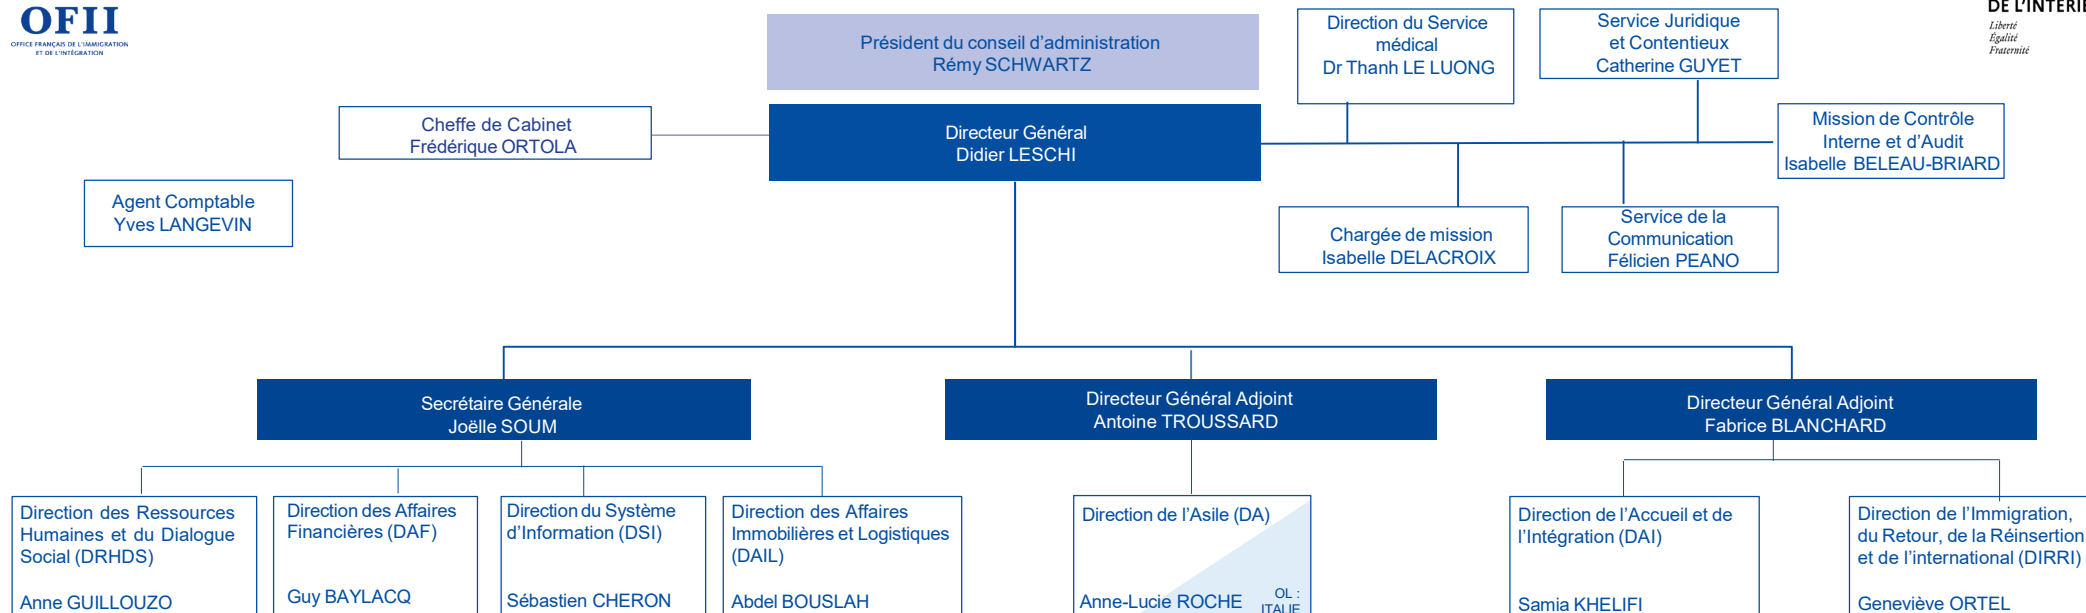 OFII
OFFICE FRANÇAIS DE L'IMMIGRATION
ET DE L'INTÉGRATION
Président du conseil d'administration
Rémy SCHWARTZ
Direction du Service
médical
Dr Thanh LE LUONG
Service Juridique
et Contentieux
Catherine GUYET
Liberté
Égalité
Fraternité
Cheffe de Cabinet
Frédérique ORTOLA
Directeur Général
Didier LESCHI
Mission de Contrôle
Interne et d'Audit
Isabelle BELEAU-BRIARD
Agent Comptable
Yves LANGEVIN
Chargée de mission
Isabelle DELACROIX
Service de la
Communication
Félicien PEANO
Secrétaire Générale
Joëlle SOUM
Directeur Général Adjoint
Antoine TROUSSARD
Directeur Général Adjoint
Fabrice BLANCHARD
Direction des Ressources
Humaines et du Dialogue
Social (DRHDS)
Anne GUILLOUZO
Direction des Affaires
Financières (DAF)
Guy BAYLACQ
Direction du Système
d'Information (DSI)
Sébastien CHERON
Direction des Affaires
Immobilières et Logistiques
(DAIL)
Abdel BOUSLAH
Direction de l'Asile (DA)
Anne-Lucie ROCHE
OL :
ITALIE
Direction de l'Accueil et de
l'Intégration (DAI)
Samia KHELIFI
Direction de l'Immigration,
du Retour, de la Réinsertion
et de l'international (DIRRI)
Geneviève ORTEL